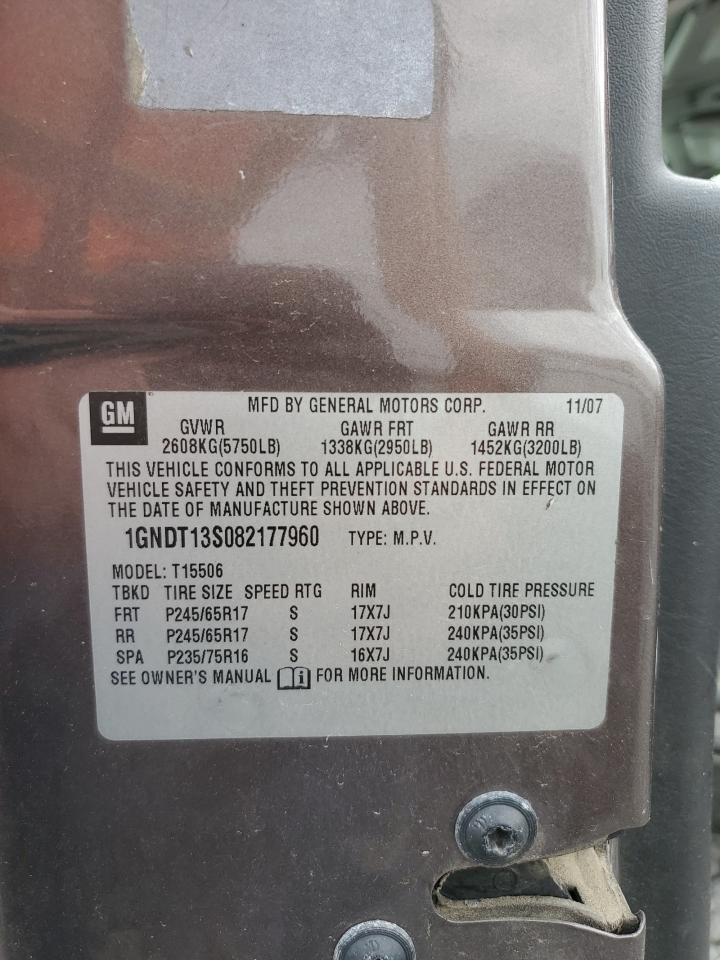 GM MFD BY GENERAL MOTORS CORP. 11/07
GVWR GAWR FRT GAWR RR
2608KG(5750LB) 1338KG(2950LB) 1452KG(3200LB)
THIS VEHICLE CONFORMS TO ALL APPLICABLE U.S. FEDERAL MOTOR
VEHICLE SAFETY AND THEFT PREVENTION STANDARDS IN EFFECT ON
THE DATE OF MANUFACTURE SHOWN ABOVE.
1GNDT13S082177960 TYPE: M.P.V.
MODEL: T15506
TBKD TIRE SIZE SPEED RTG RIM COLD TIRE PRESSURE
FRT P245/65R17 S 17X7J 210KPA(30PSI)
RR P245/65R17 S 17X7J 240KPA(35PSI)
SPA P235/75R16 S 16X7J 240KPA(35PSI)
SEE OWNER'S MANUAL i FOR MORE INFORMATION.